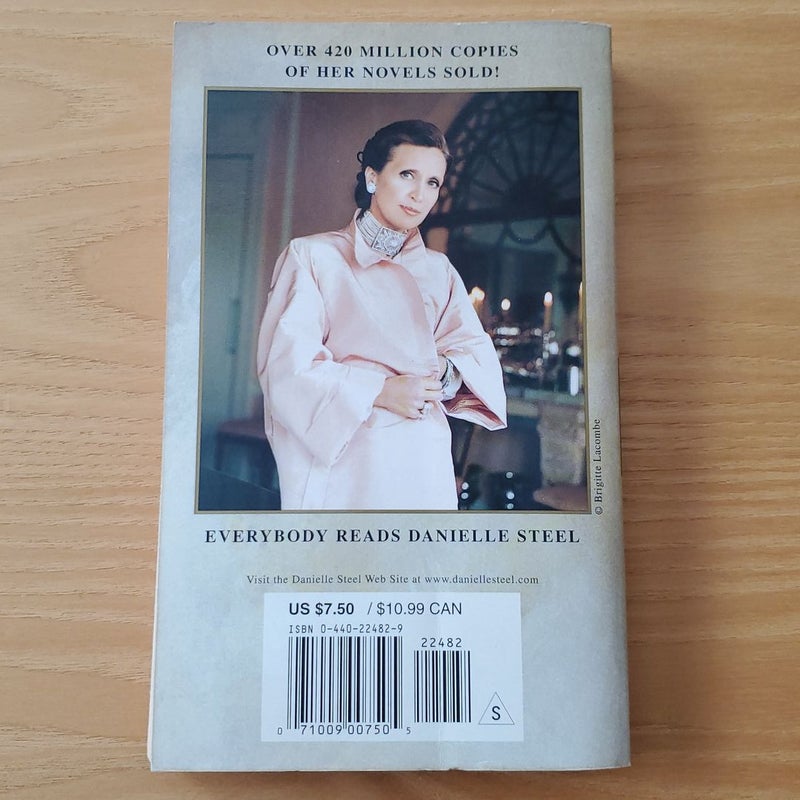 OVER 420 MILLION COPIES
OF HER NOVELS SOLD!
© Brigitte Lacombe
EVERYBODY READS DANIELLE STEEL
Visit the Danielle Steel Web Site at www.daniellesteel.com
US $7.50 / $10.99 CAN
ISBN 0-440-22482-9
22482
S
0 71009 00750 5